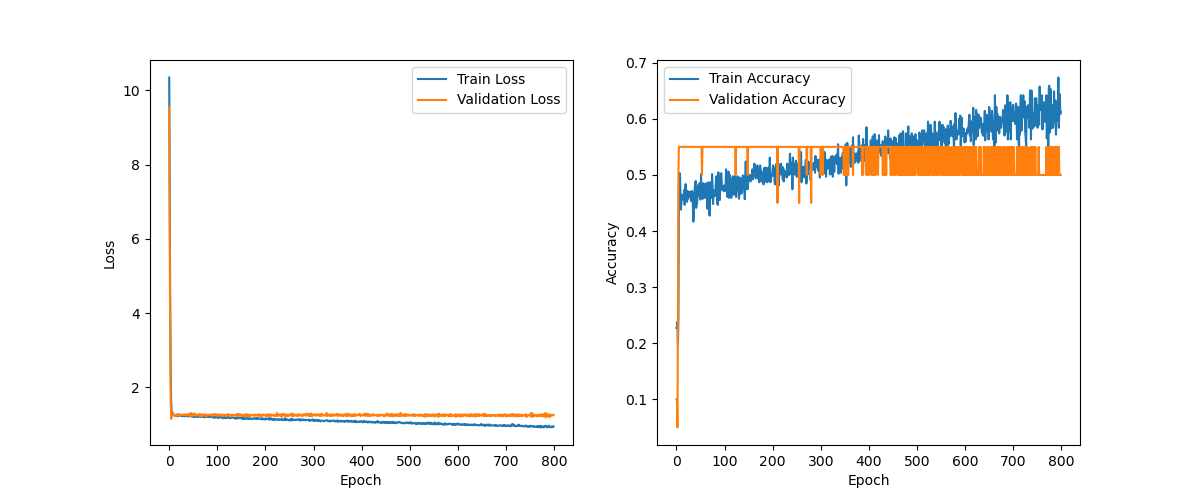 Train Loss
Validation Loss
10
8
6
4
2
Loss
0 100 200 300 400 500 600 700 800
Epoch
Train Accuracy
Validation Accuracy
0.7
0.6
0.5
0.4
0.3
0.2
0.1
Accuracy
0 100 200 300 400 500 600 700 800
Epoch